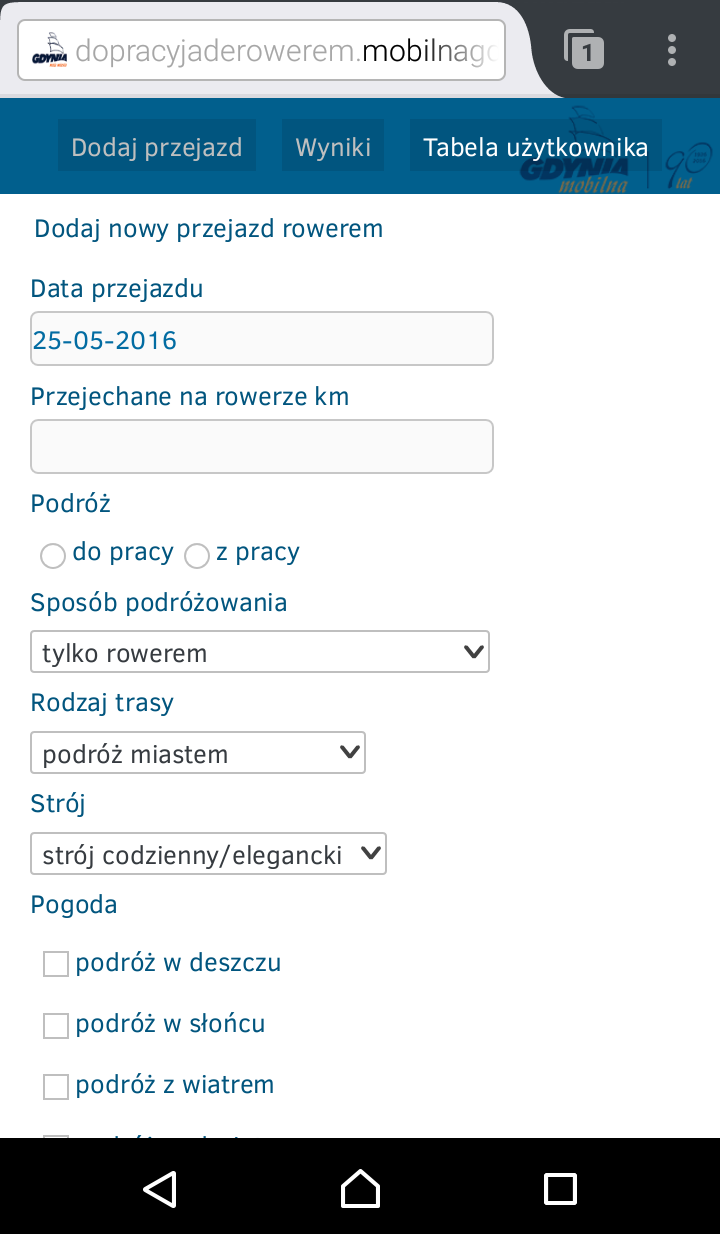 dopracyjaderowerem.mobilnag
1
Dodaj przejazd Wyniki Tabela użytkownika
GDYNIA
mobilna
90
lat
Dodaj nowy przejazd rowerem
Data przejazdu
25-05-2016
Przejechane na rowerze km
Podróż
do pracy z pracy
Sposób podróżowania
tylko rowerem
Rodzaj trasy
podróż miastem
Strój
strój codzienny/elegancki
Pogoda
podróż w deszczu
podróż w słońcu
podróż z wiatrem